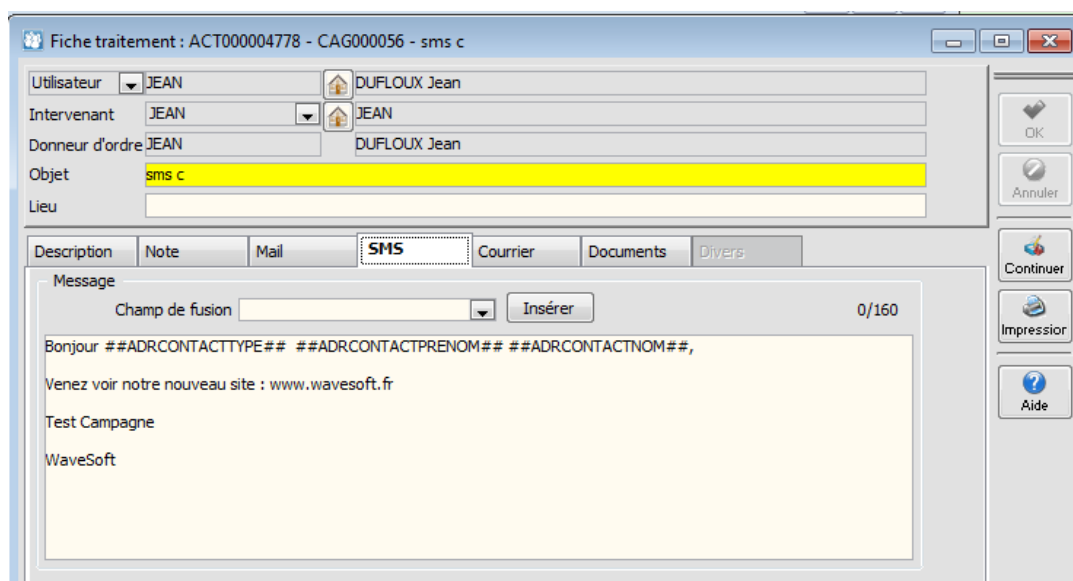 Fiche traitement : ACT000004778 - CAG000056 - sms c
Utilisateur JEAN DUFLOUX Jean
Intervenant JEAN JEAN
Donneur d'ordre JEAN DUFLOUX Jean
Objet sms c
Lieu
OK
Annuler
Description Note Mail SMS Courrier Documents Divers
Continuer
Message
Champ de fusion Insérer 0/160
Impression
Bonjour ##ADRCONTACTTYPE## ##ADRCONTACTPRENOM## ##ADRCONTACTNOM##,
Venez voir notre nouveau site : www.wavesoft.fr
Aide
Test Campagne
WaveSoft